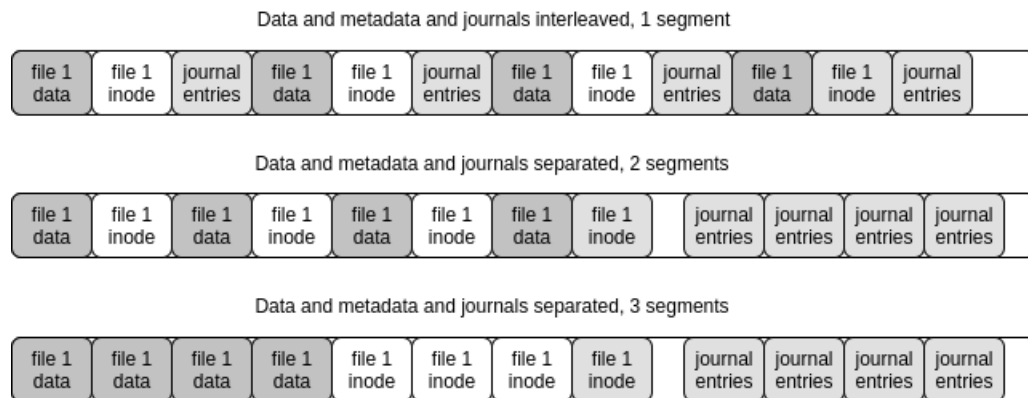 Data and metadata and journals interleaved, 1 segment
file 1 file 1 journal file 1 file 1 journal file 1 file 1 journal file 1 file 1 journal
data inode entries data inode entries data inode entries data inode entries
Data and metadata and journals separated, 2 segments
file 1 file 1 file 1 file 1 file 1 file 1 file 1 file 1 journal journal journal journal
data inode data inode data inode data inode entries entries entries entries
Data and metadata and journals separated, 3 segments
file 1 file 1 file 1 file 1 file 1 file 1 file 1 file 1 journal journal journal journal
data data data data inode inode inode inode entries entries entries entries